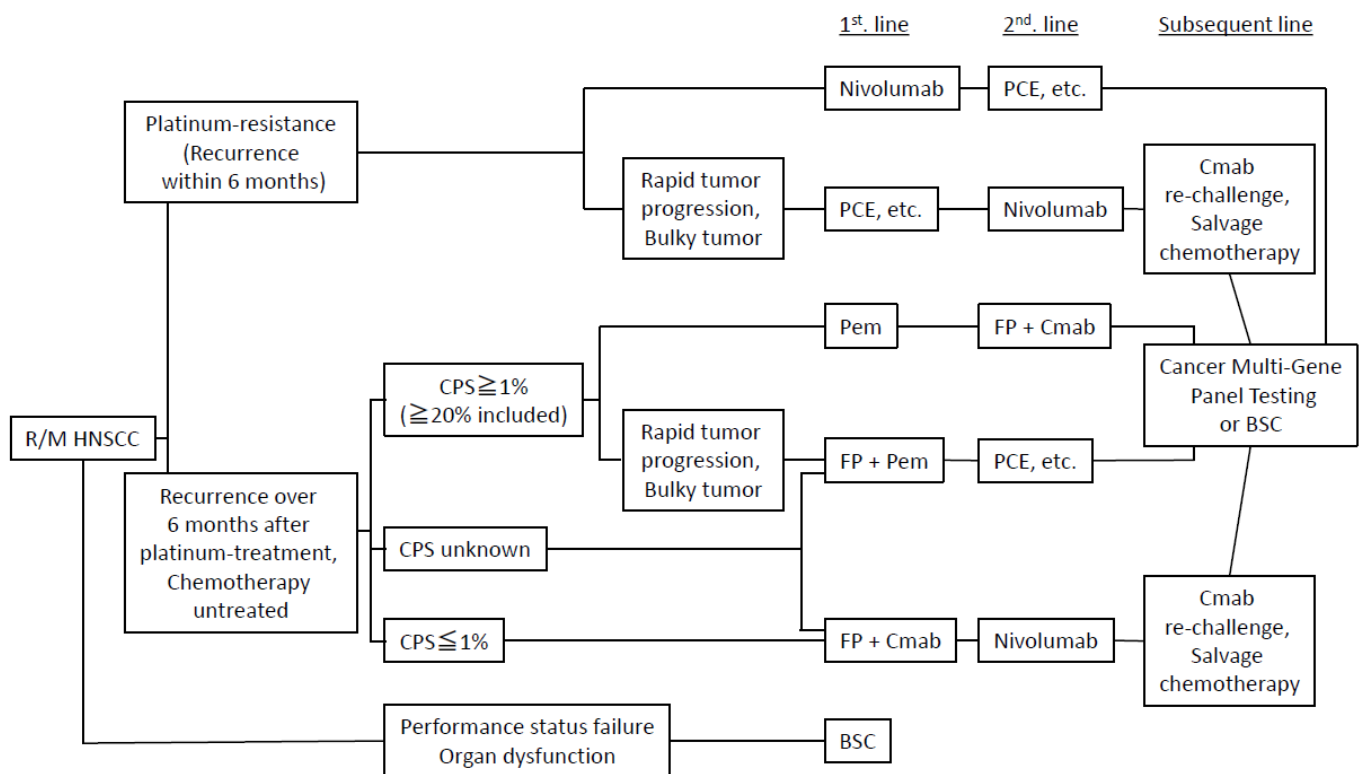 1st. line
2nd. line
Subsequent line
Nivolumab
PCE, etc.
Platinum-resistance
(Recurrence
within 6 months)
Rapid tumor
progression,
Bulky tumor
PCE, etc.
Nivolumab
Cmab
re-challenge,
Salvage
chemotherapy
Pem
FP + Cmab
CPS≧1%
(≧20% included)
Cancer Multi-Gene
Panel Testing
or BSC
R/M HNSCC
Rapid tumor
progression,
Bulky tumor
FP + Pem
PCE, etc.
Recurrence over
6 months after
platinum-treatment,
Chemotherapy
untreated
CPS unknown
CPS≦1%
FP + Cmab
Nivolumab
Cmab
re-challenge,
Salvage
chemotherapy
Performance status failure
Organ dysfunction
BSC